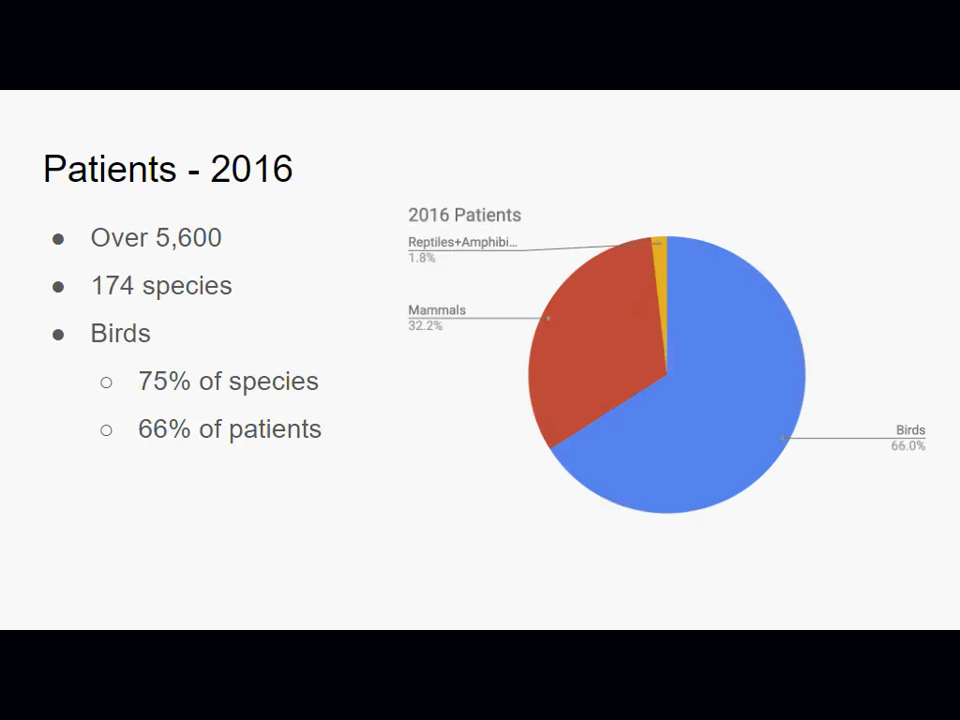 Patients - 2016
● Over 5,600
● 174 species
● Birds
○ 75% of species
○ 66% of patients
2016 Patients
Reptiles+Amphibi...
1.8%
Mammals
32.2%
Birds
66.0%